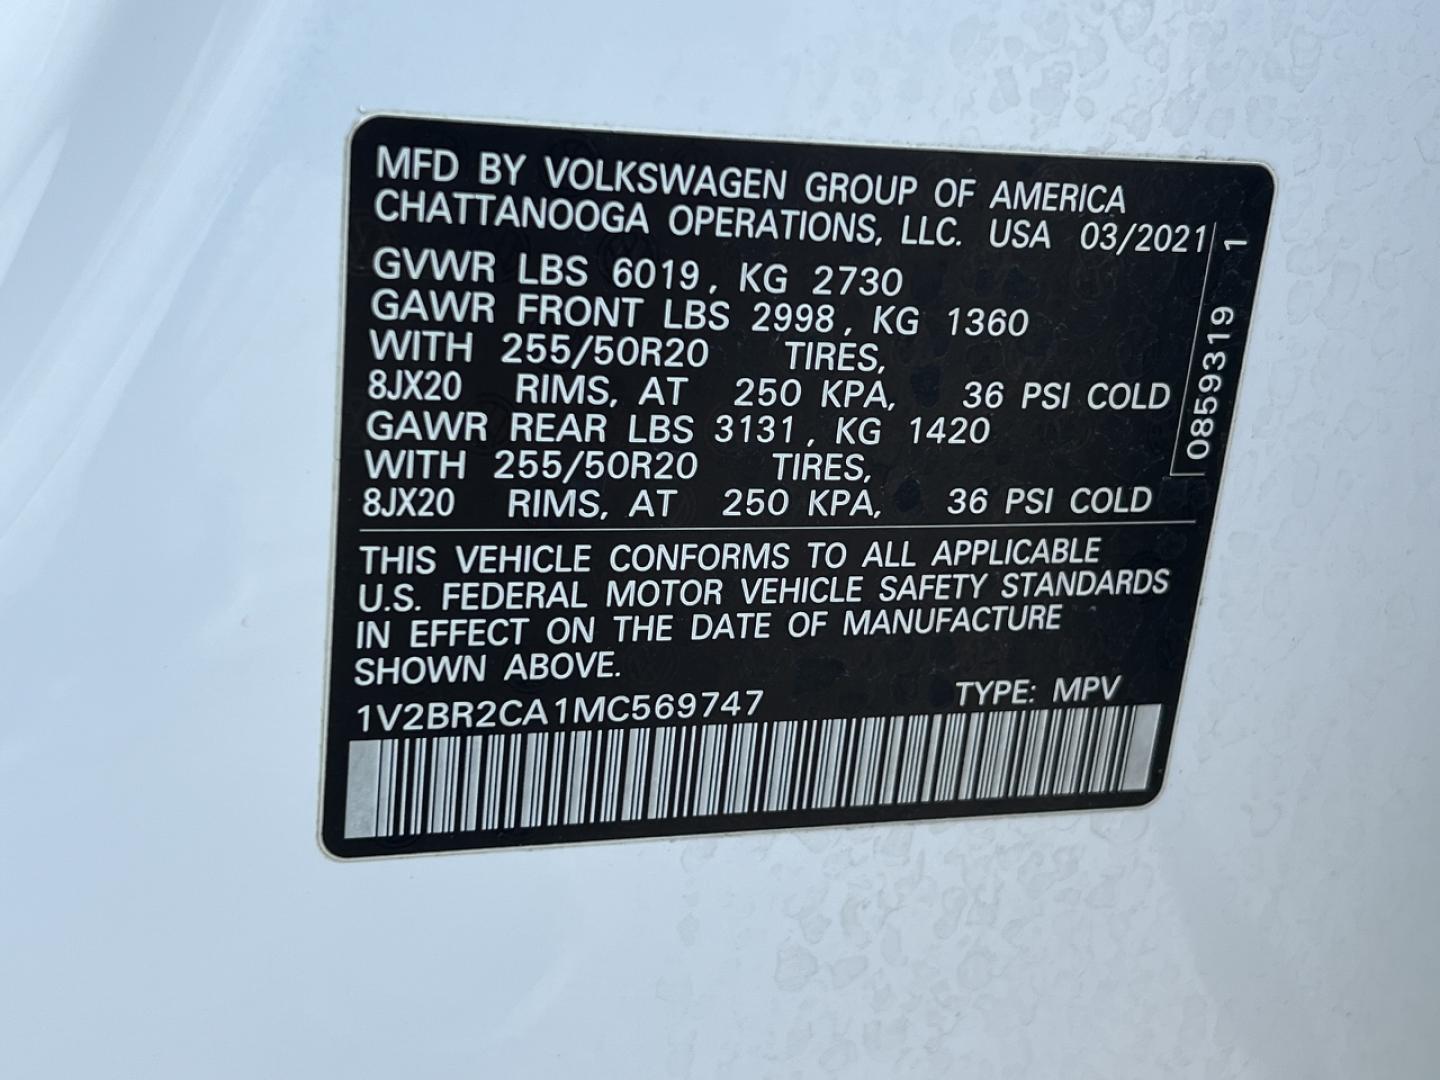 MFD BY VOLKSWAGEN GROUP OF AMERICA
CHATTANOOGA OPERATIONS, LLC. USA 03/2021
GVWR LBS 6019, KG 2730
GAWR FRONT LBS 2998, KG 1360
WITH 255/50R20 TIRES,
8JX20 RIMS, AT 250 KPA, 36 PSI COLD
GAWR REAR LBS 3131, KG 1420
WITH 255/50R20 TIRES,
8JX20 RIMS, AT 250 KPA, 36 PSI COLD
0859319 1
THIS VEHICLE CONFORMS TO ALL APPLICABLE
U.S. FEDERAL MOTOR VEHICLE SAFETY STANDARDS
IN EFFECT ON THE DATE OF MANUFACTURE
SHOWN ABOVE.
1V2BR2CA1MC569747 TYPE: MPV